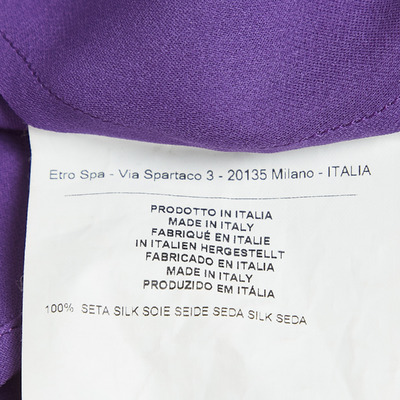 Etro Spa - Via Spartaco 3 - 20135 Milano - ITALIA
PRODOTTO IN ITALIA
MADE IN ITALY
FABRIQUÉ EN ITALIE
IN ITALIEN HERGESTELLT
FABRICADO EN ITALIA
MADE IN ITALY
PRODUZIDO EM ITÁLIA
100% SETA SILK SOIE SEIDE SEDA SILK SEDA